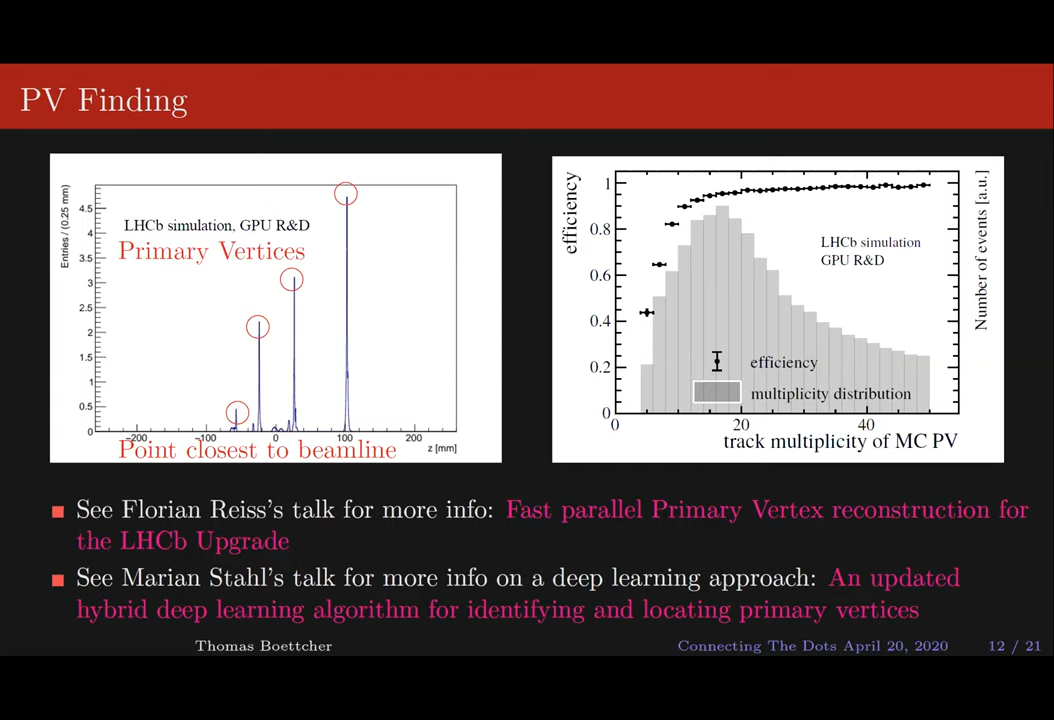 PV Finding
Entries / (0.25 mm)
4.5
4
3.5
3
2.5
2
1.5
1
0.5
0
LHCb simulation, GPU R&D
Primary Vertices
−200
−100
0
100
200
Point closest to beamline
z [mm]
efficiency
1
0.8
0.6
0.4
0.2
0
LHCb simulation
GPU R&D
efficiency
multiplicity distribution
Number of events [a.u.]
0
20
40
track multiplicity of MC PV
See Florian Reiss's talk for more info: Fast parallel Primary Vertex reconstruction for
the LHCb Upgrade
See Marian Stahl's talk for more info on a deep learning approach: An updated
hybrid deep learning algorithm for identifying and locating primary vertices
Thomas Boettcher
Connecting The Dots April 20, 2020
12 / 21